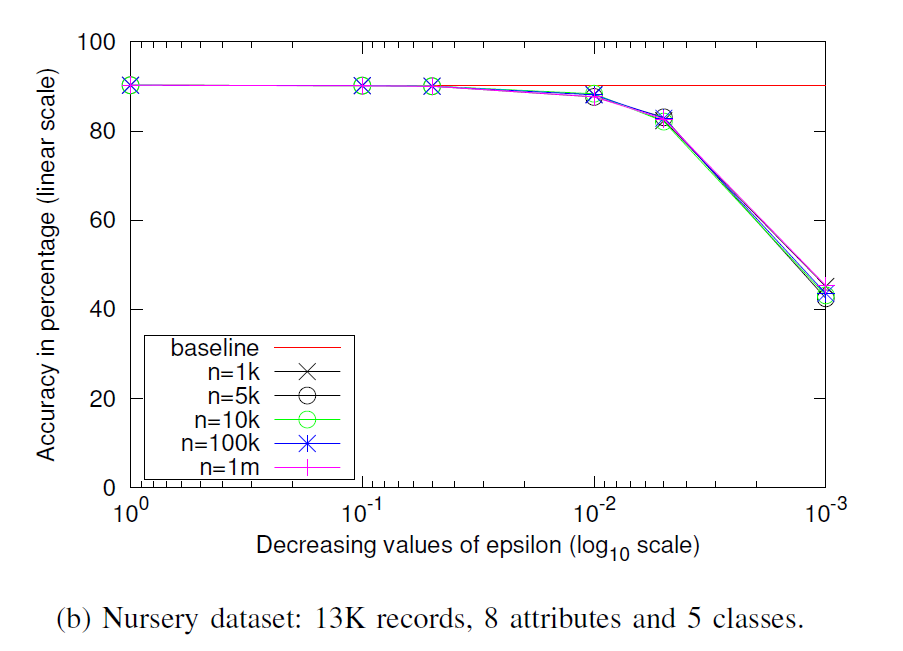 100
80
60
40
20
0
Accuracy in percentage (linear scale)
baseline
n=1k
n=5k
n=10k
n=100k
n=1m
10^0 10^-1 10^-2 10^-3
Decreasing values of epsilon (log_10 scale)
(b) Nursery dataset: 13K records, 8 attributes and 5 classes.